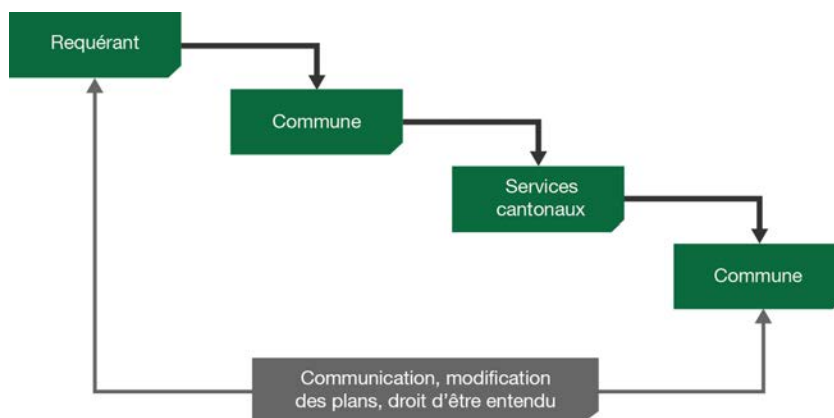 Requérant
Commune
Services
cantonaux
Commune
Communication, modification
des plans, droit d’être entendu